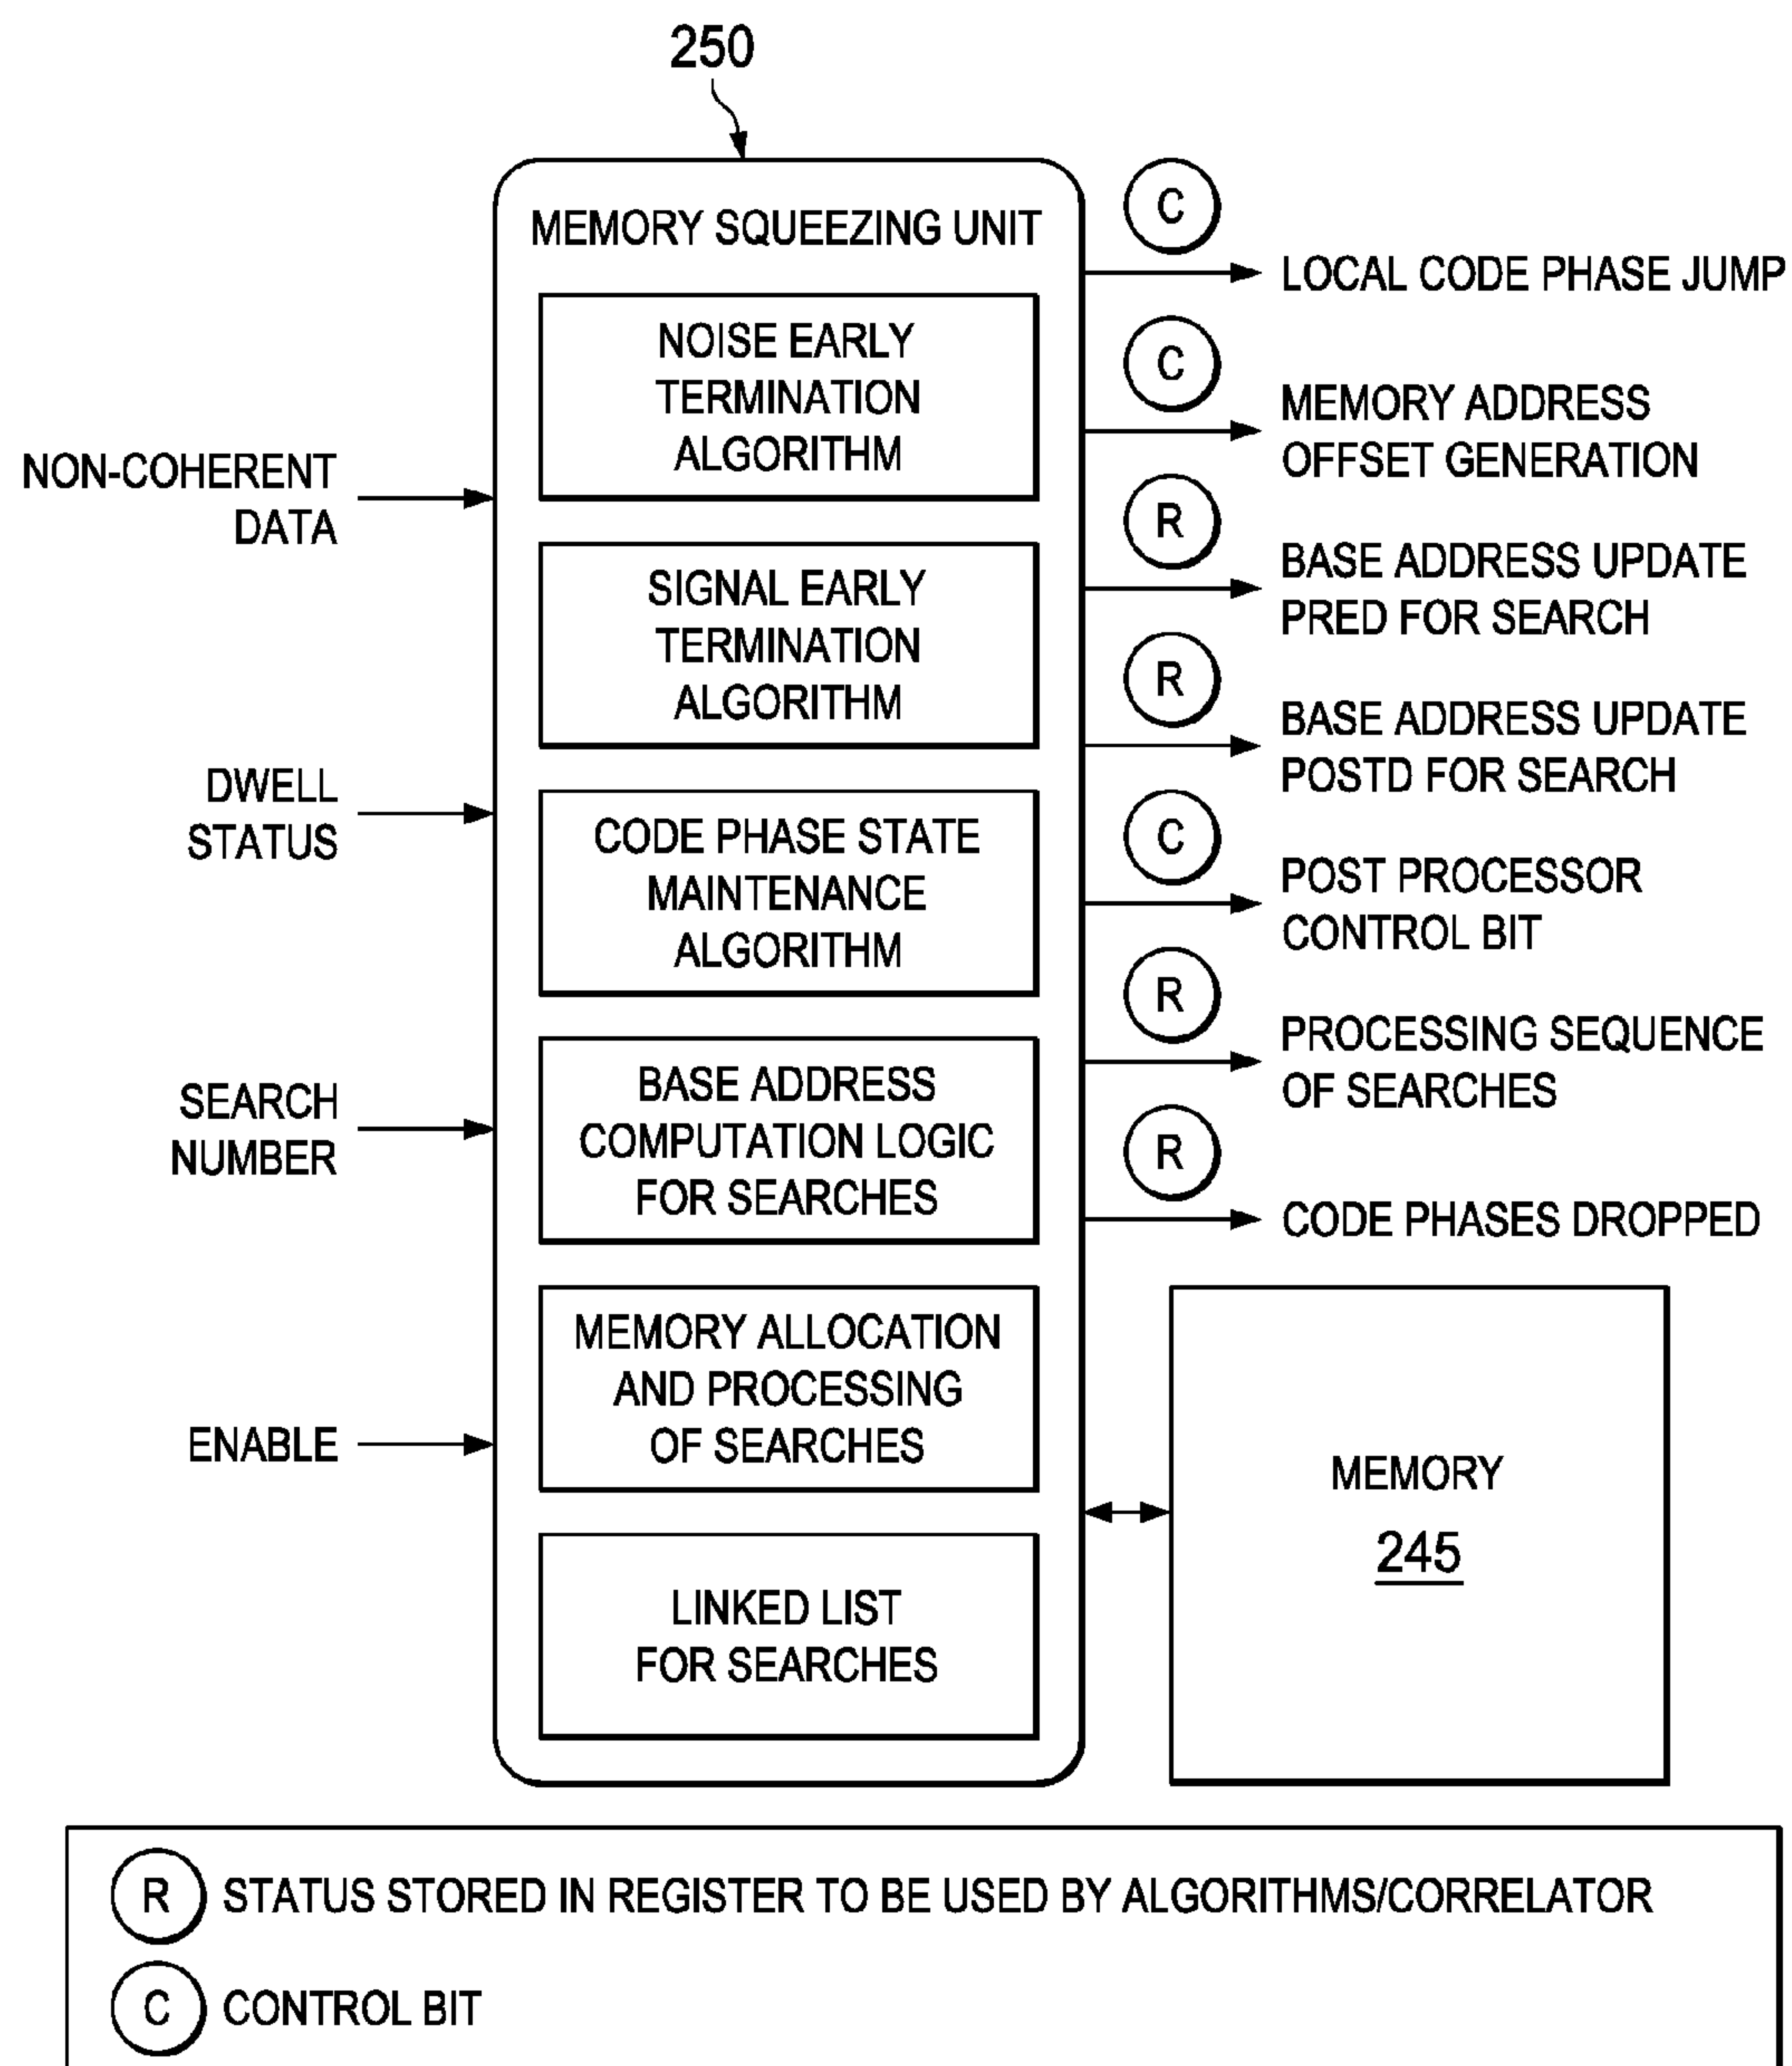 250
MEMORY SQUEEZING UNIT
NOISE EARLY
TERMINATION
ALGORITHM
SIGNAL EARLY
TERMINATION
ALGORITHM
CODE PHASE STATE
MAINTENANCE
ALGORITHM
BASE ADDRESS
COMPUTATION LOGIC
FOR SEARCHES
MEMORY ALLOCATION
AND PROCESSING
OF SEARCHES
LINKED LIST
FOR SEARCHES
NON-COHERENT
DATA
DWELL
STATUS
SEARCH
NUMBER
ENABLE
C
LOCAL CODE PHASE JUMP
C
MEMORY ADDRESS
OFFSET GENERATION
R
BASE ADDRESS UPDATE
PRED FOR SEARCH
R
BASE ADDRESS UPDATE
POSTD FOR SEARCH
C
POST PROCESSOR
CONTROL BIT
R
PROCESSING SEQUENCE
OF SEARCHES
R
CODE PHASES DROPPED
MEMORY
245
R STATUS STORED IN REGISTER TO BE USED BY ALGORITHMS/CORRELATOR
C CONTROL BIT